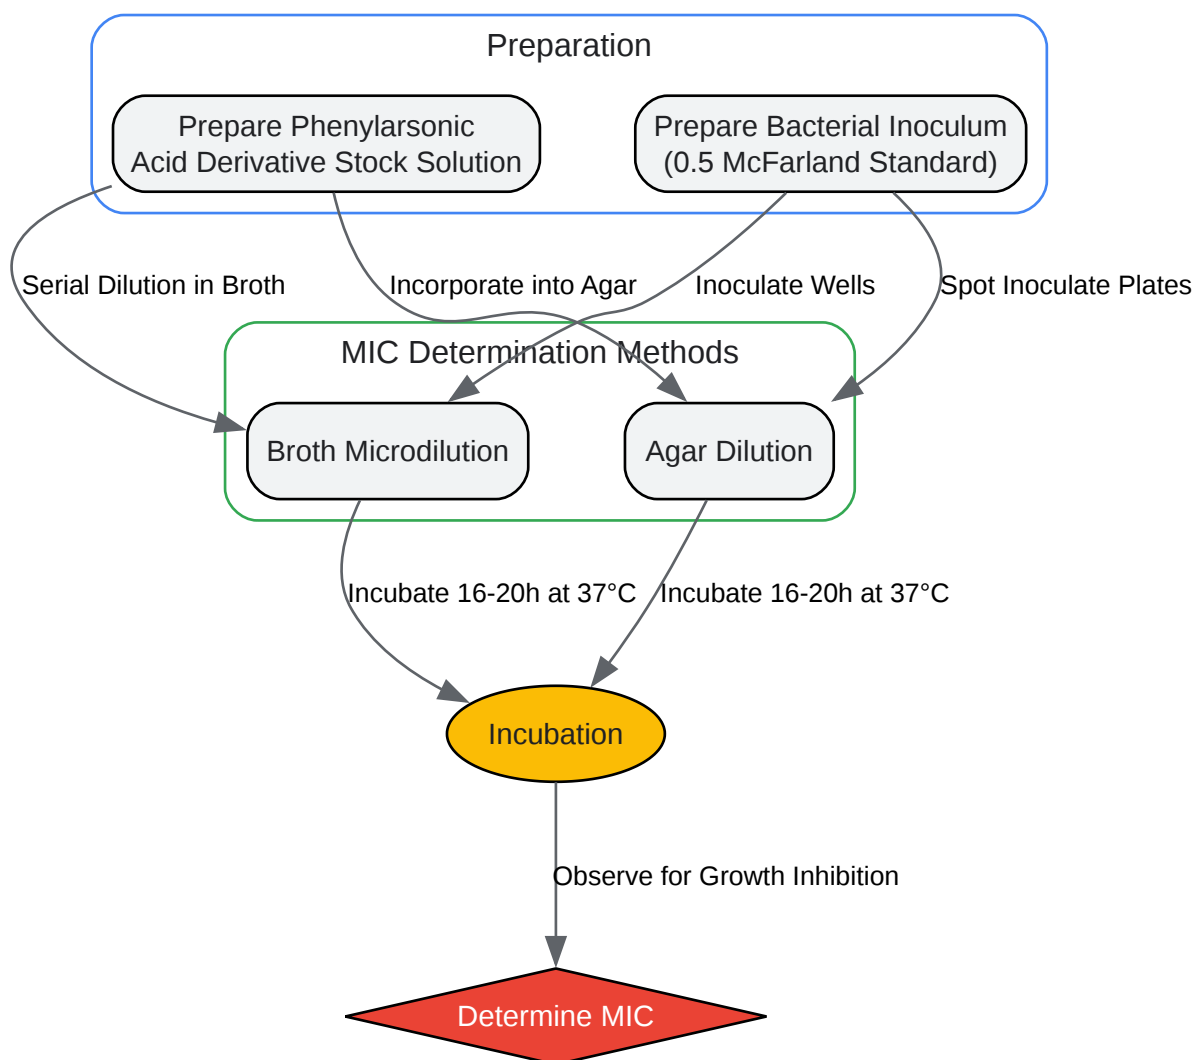 Preparation
Prepare Phenylarsonic
Acid Derivative Stock Solution
Prepare Bacterial Inoculum
(0.5 McFarland Standard)
Serial Dilution in Broth
Incorporate into Agar
Inoculate Wells
Spot Inoculate Plates
MIC Determination Methods
Broth Microdilution
Agar Dilution
Incubate 16-20h at 37°C
Incubate 16-20h at 37°C
Incubation
Observe for Growth Inhibition
Determine MIC